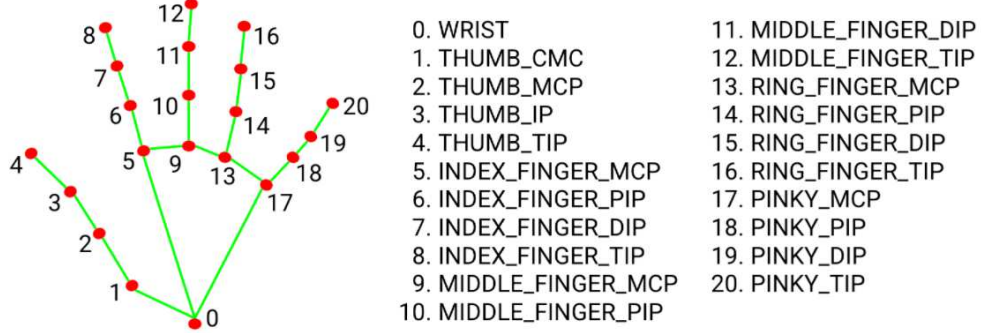 12
8
16
11
7
15
10
20
6
14
19
4
5
9
13
18
3
17
2
1
0
0. WRIST
1. THUMB_CMC
2. THUMB_MCP
3. THUMB_IP
4. THUMB_TIP
5. INDEX_FINGER_MCP
6. INDEX_FINGER_PIP
7. INDEX_FINGER_DIP
8. INDEX_FINGER_TIP
9. MIDDLE_FINGER_MCP
10. MIDDLE_FINGER_PIP
11. MIDDLE_FINGER_DIP
12. MIDDLE_FINGER_TIP
13. RING_FINGER_MCP
14. RING_FINGER_PIP
15. RING_FINGER_DIP
16. RING_FINGER_TIP
17. PINKY_MCP
18. PINKY_PIP
19. PINKY_DIP
20. PINKY_TIP